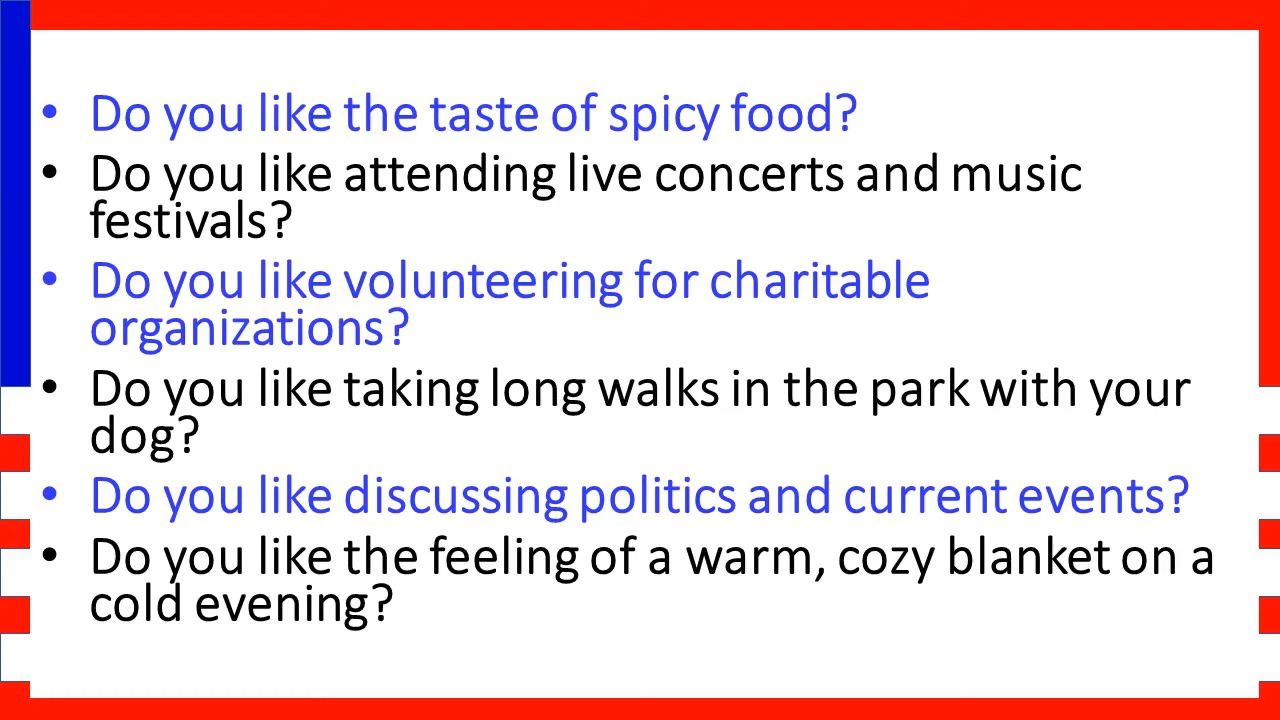 • Do you like the taste of spicy food?
• Do you like attending live concerts and music
festivals?
• Do you like volunteering for charitable
organizations?
• Do you like taking long walks in the park with your
dog?
• Do you like discussing politics and current events?
• Do you like the feeling of a warm, cozy blanket on a
cold evening?